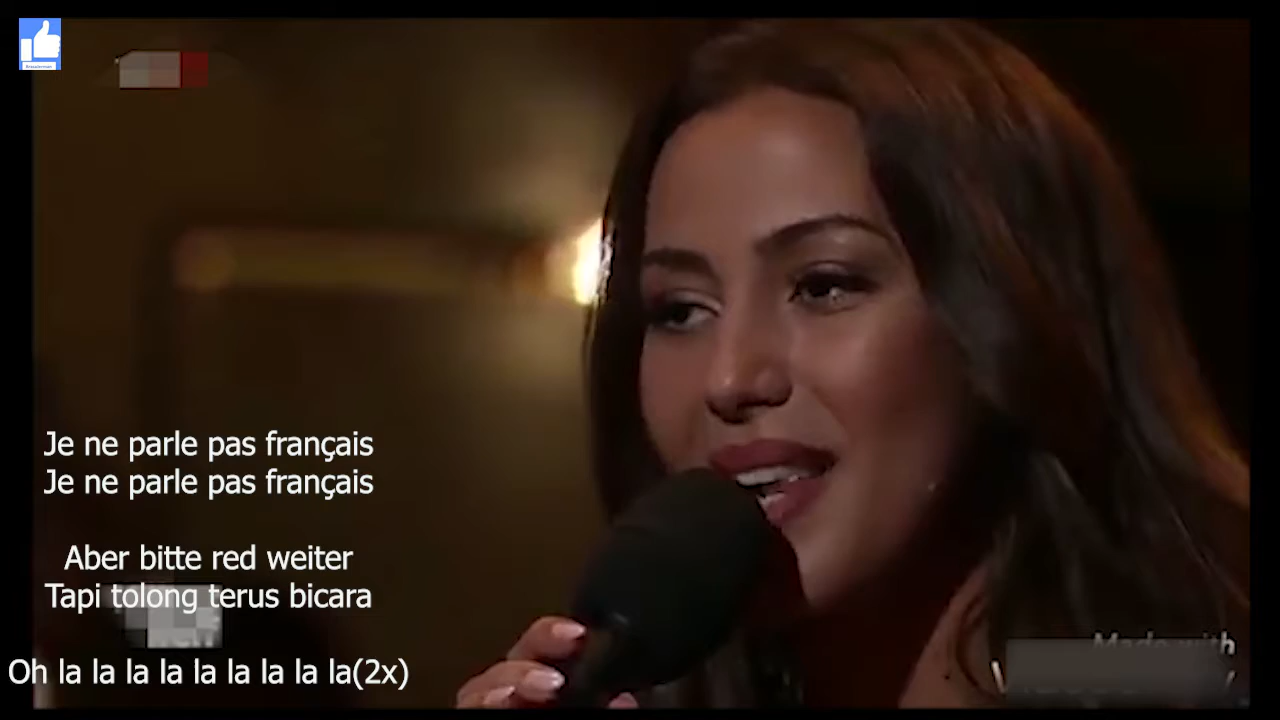 Je ne parle pas français
Je ne parle pas français
Aber bitte red weiter
Tapi tolong terus bicara
Oh la la la la la la la la la(2x)
Made with